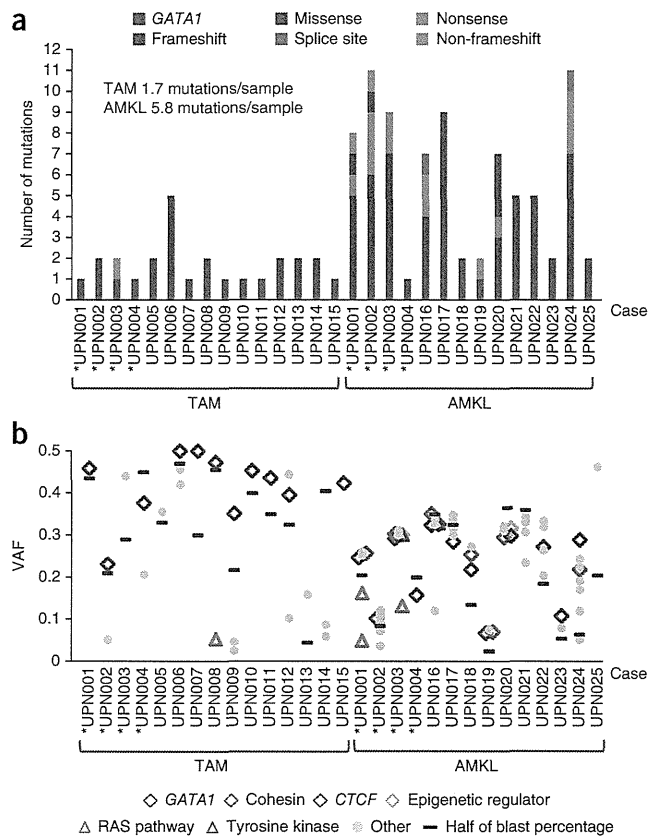 a
GATA1 Missense Nonsense
Frameshift Splice site Non-frameshift
Number of mutations
12
11
10
9
8
7
6
5
4
3
2
1
0
TAM 1.7 mutations/sample
AMKL 5.8 mutations/sample
*UPN001 *UPN002 *UPN003 *UPN004 UPN005 UPN006 UPN007 UPN008 UPN009 UPN010 UPN011 UPN012 UPN013 UPN014 UPN015 *UPN001 *UPN002 *UPN003 *UPN004 UPN016 UPN017 UPN018 UPN019 UPN020 UPN021 UPN022 UPN023 UPN024 UPN025 Case
TAM AMKL
b
VAF
0.5
0.4
0.3
0.2
0.1
0
*UPN001 *UPN002 *UPN003 *UPN004 UPN005 UPN006 UPN007 UPN008 UPN009 UPN010 UPN011 UPN012 UPN013 UPN014 UPN015 *UPN001 *UPN002 *UPN003 *UPN004 UPN016 UPN017 UPN018 UPN019 UPN020 UPN021 UPN022 UPN023 UPN024 UPN025 Case
TAM AMKL
GATA1 Cohesin CTCF Epigenetic regulator
RAS pathway Tyrosine kinase Other Half of blast percentage